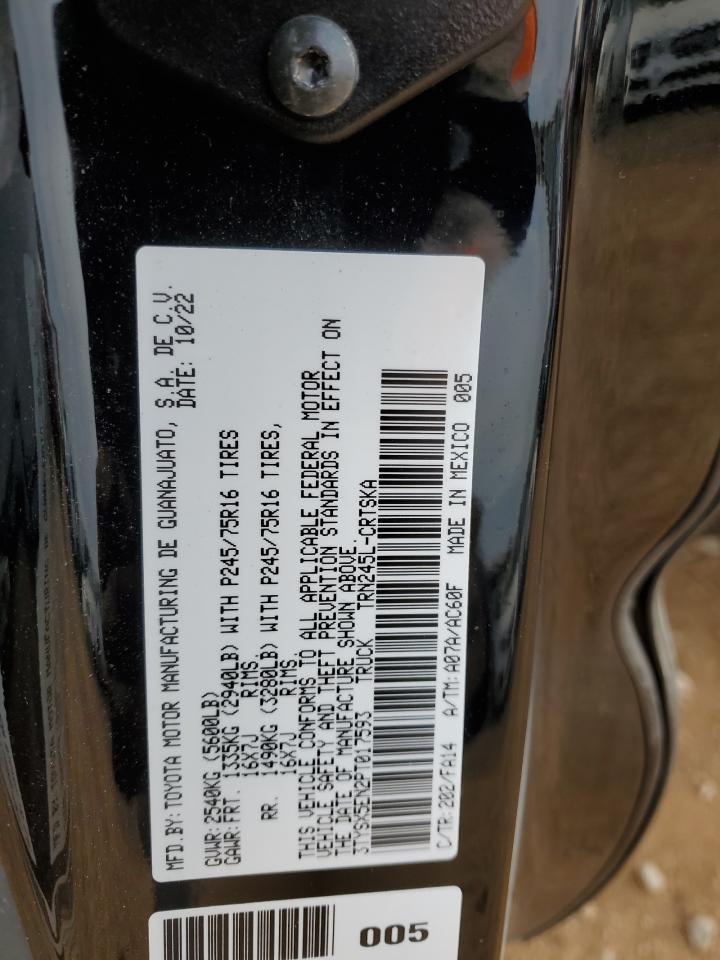 MFD.BY: TOYOTA MOTOR MANUFACTURING DE GUANAJUATO, S.A. DE C.V.
DATE: 10/22
GVWR: 2540KG (5600LB)
GAWR: FRT. 1335KG (2940LB) WITH P245/75R16 TIRES
16X7J RIMS
RR. 1490KG (3280LB) WITH P245/75R16 TIRES,
16X7J RIMS
THIS VEHICLE CONFORMS TO ALL APPLICABLE FEDERAL MOTOR
VEHICLE SAFETY AND THEFT PREVENTION STANDARDS IN EFFECT ON
THE DATE OF MANUFACTURE SHOWN ABOVE.
3TYSX5EN2PT017593 TRUCK TRN245L-CRTSKA
C/TR: 202/FA14 A/TM: A07A/AC60F MADE IN MEXICO 005
005